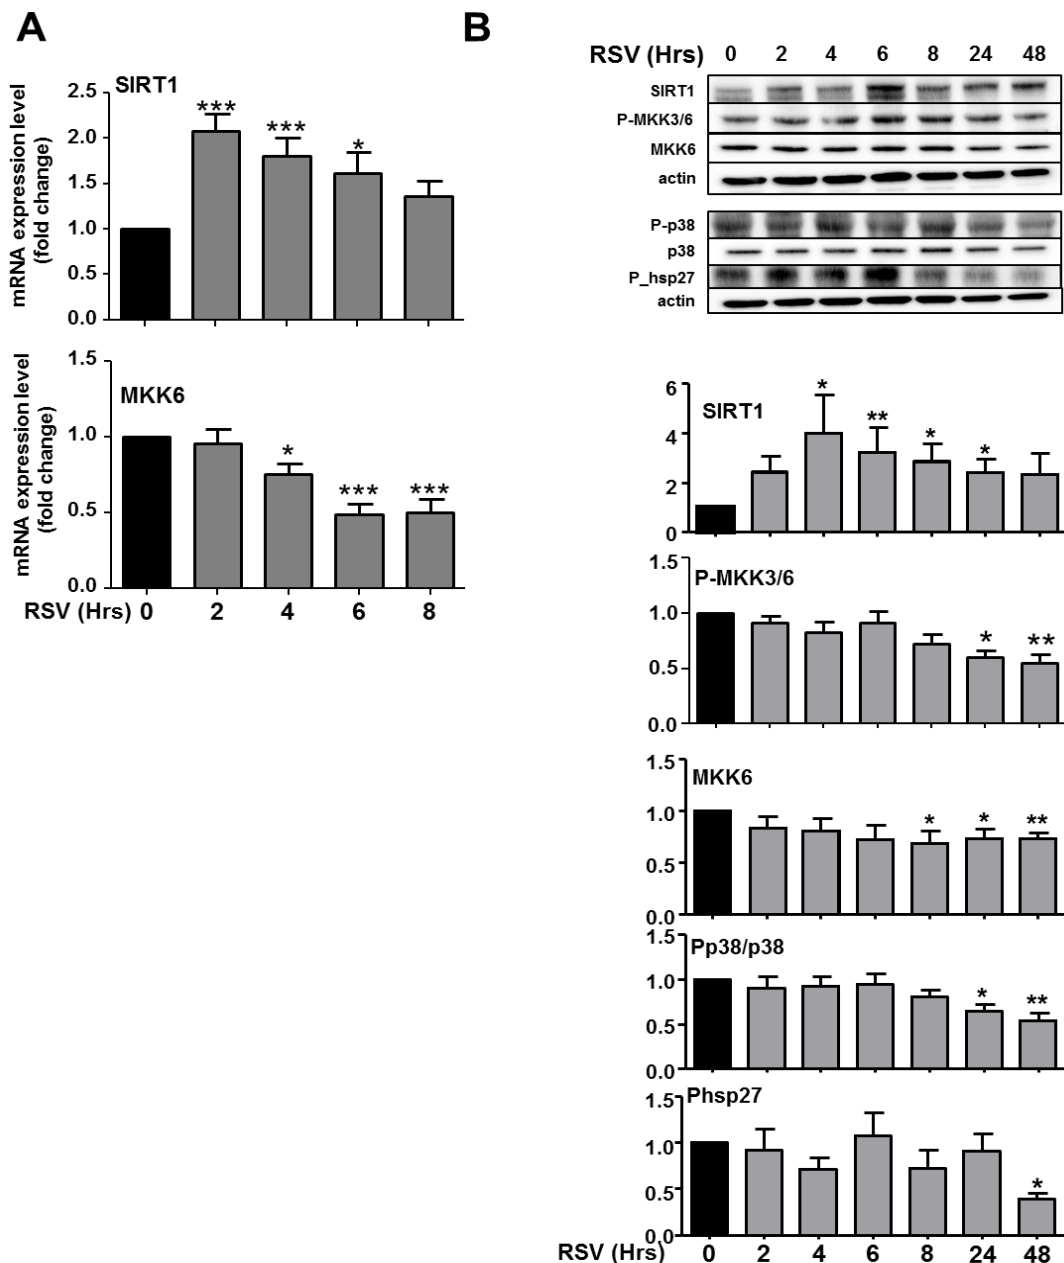 A
SIRT1
mRNA expression level
(fold change)
2.5
2.0
1.5
1.0
0.5
0.0
***
***
*
MKK6
mRNA expression level
(fold change)
1.5
1.0
0.5
0.0
*
***
***
RSV (Hrs) 0 2 4 6 8
B
RSV (Hrs) 0 2 4 6 8 24 48
SIRT1
P-MKK3/6
MKK6
actin
P-p38
p38
P_hsp27
actin
SIRT1
6
4
2
0
*
**
*
*
P-MKK3/6
1.5
1.0
0.5
0.0
*
**
MKK6
1.5
1.0
0.5
0.0
*
*
**
Pp38/p38
1.5
1.0
0.5
1.0
*
**
Phsp27
1.5
1.0
0.5
0.0
*
RSV (Hrs) 0 2 4 6 8 24 48